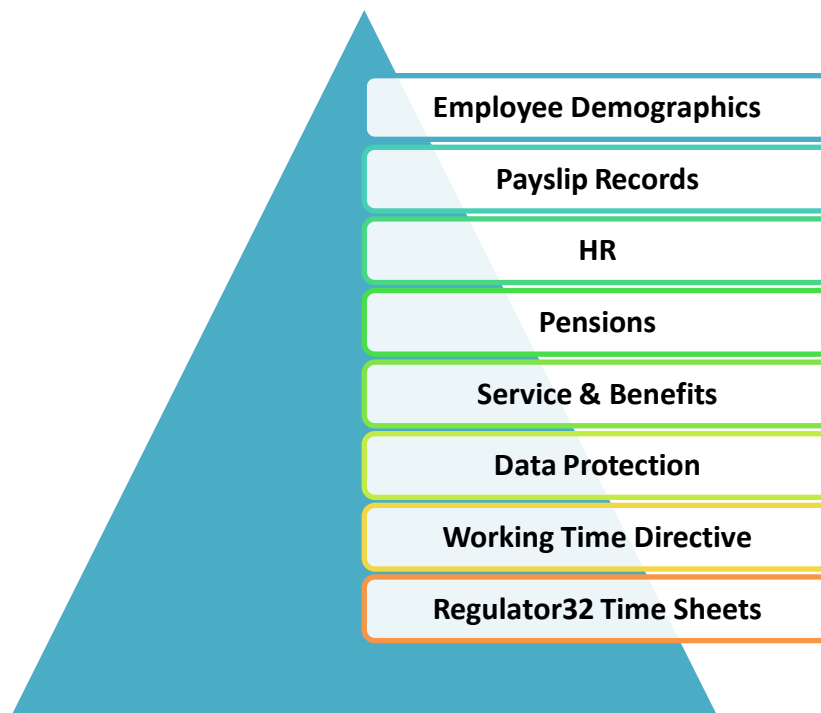 Employee Demographics
Payslip Records
HR
Pensions
Service & Benefits
Data Protection
Working Time Directive
Regulator32 Time Sheets